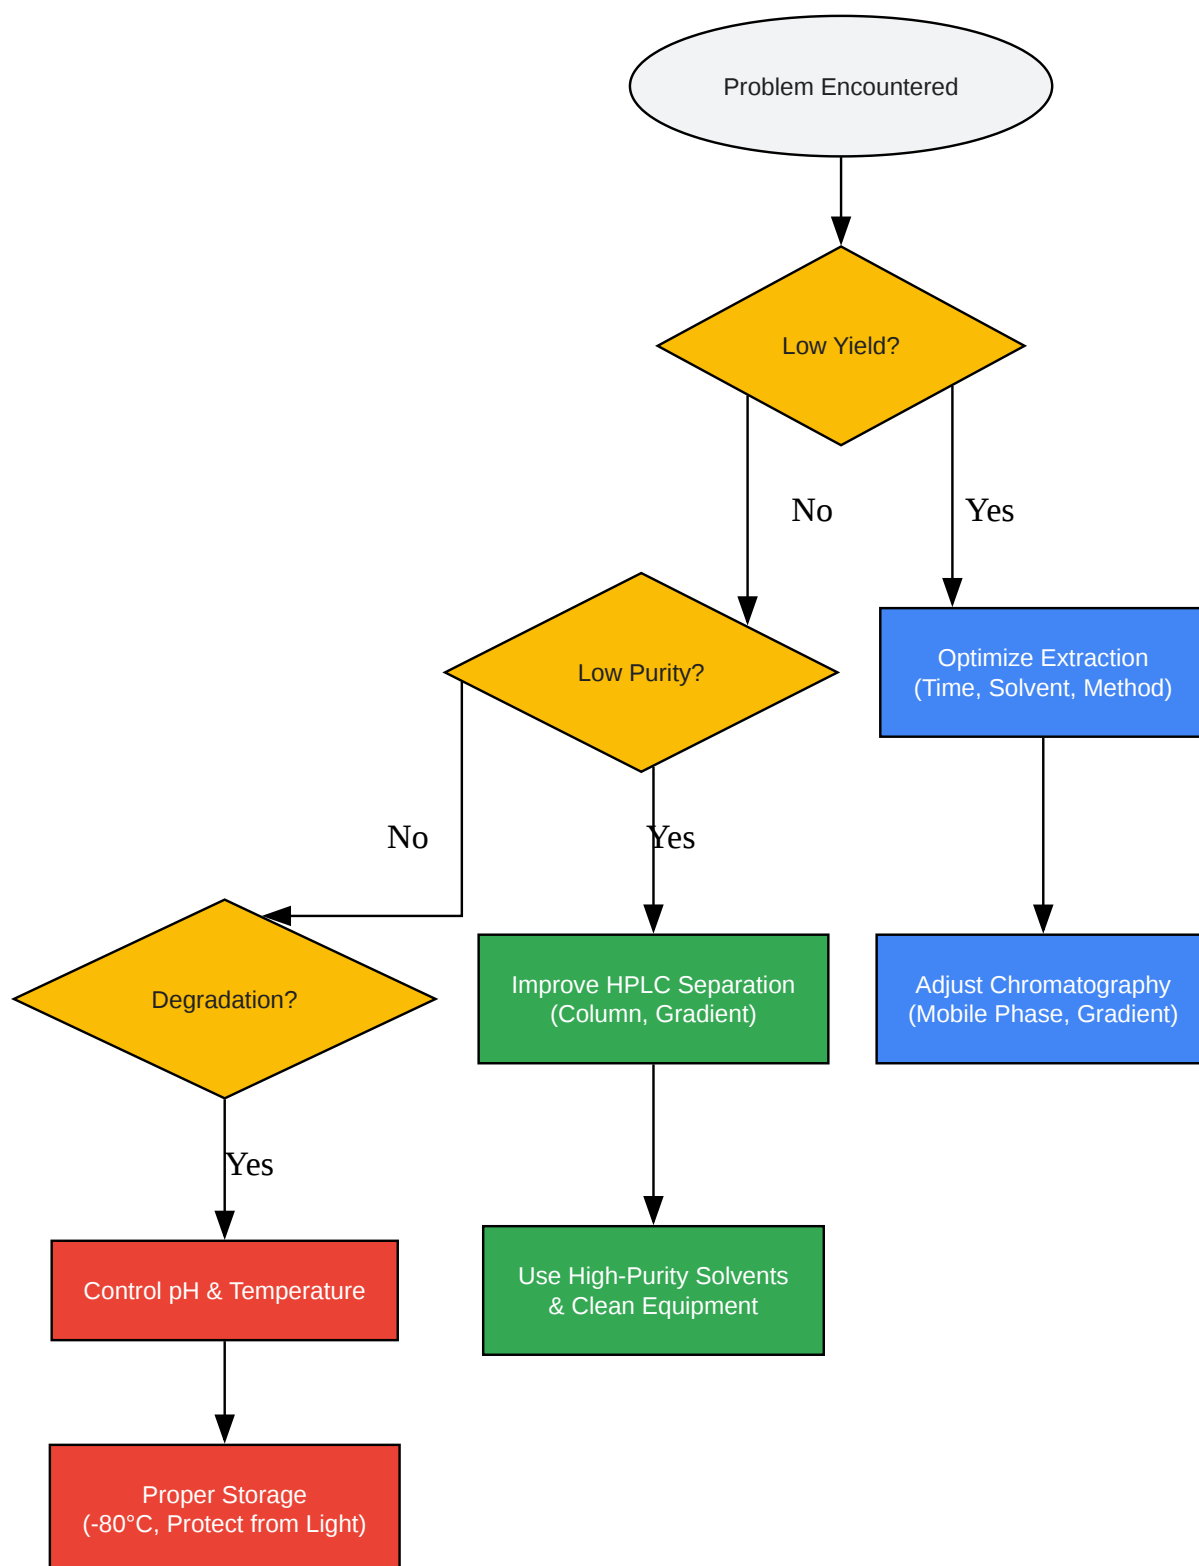 Problem Encountered
Low Yield?
No
Yes
Low Purity?
Optimize Extraction
(Time, Solvent, Method)
No
Yes
Degradation?
Improve HPLC Separation
(Column, Gradient)
Adjust Chromatography
(Mobile Phase, Gradient)
Yes
Control pH & Temperature
Use High-Purity Solvents
& Clean Equipment
Proper Storage
(-80°C, Protect from Light)